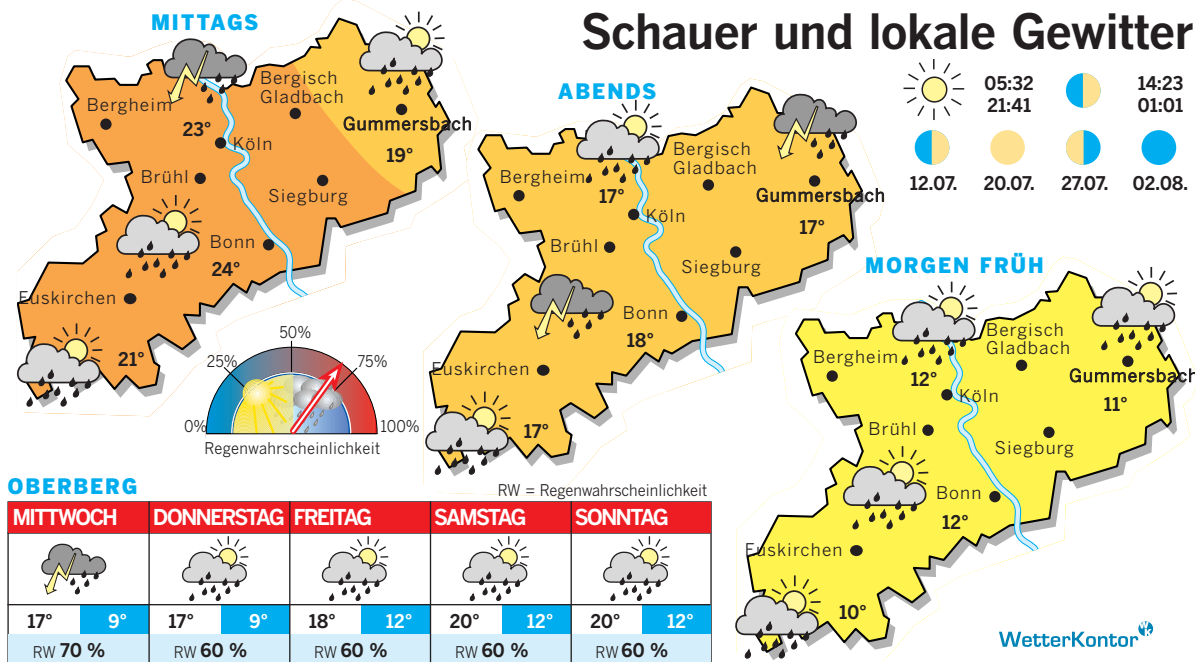 Schauer und lokale Gewitter
05:32
21:41
14:23
01:01
12.07.
20.07.
27.07.
02.08.
MITTAGS
Bergheim
Bergisch
Gladbach
Gummersbach
19°
23°
Köln
Brühl
Siegburg
Bonn
24°
Euskirchen
21°
ABENDS
Bergheim
Bergisch
Gladbach
Gummersbach
17°
17°
Köln
Brühl
Siegburg
Bonn
18°
Euskirchen
17°
MORGEN FRÜH
Bergheim
Bergisch
Gladbach
Gummersbach
11°
12°
Köln
Brühl
Siegburg
Bonn
12°
Euskirchen
10°
0%
25%
50%
75%
100%
Regenwahrscheinlichkeit
OBERBERG
RW = Regenwahrscheinlichkeit
MITTWOCH DONNERSTAG FREITAG SAMSTAG SONNTAG
17° 9° 17° 9° 18° 12° 20° 12° 20° 12°
RW 70 % RW 60 % RW 60 % RW 60 % RW 60 %
WetterKontor